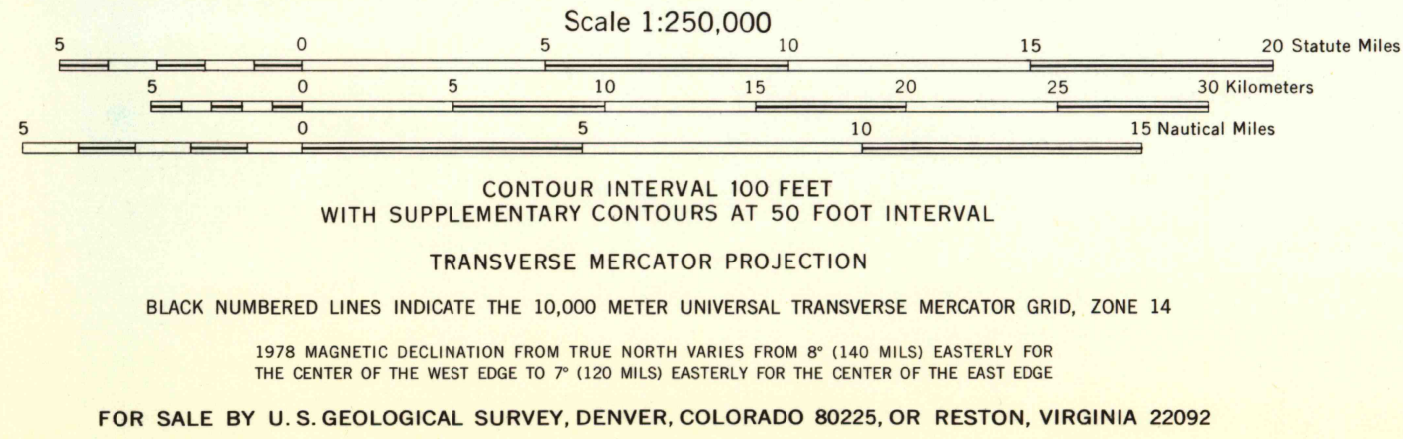 Scale 1:250,000
5 0 5 10 15 20 Statute Miles
5 0 5 10 15 20 25 30 Kilometers
5 0 5 10 15 Nautical Miles
CONTOUR INTERVAL 100 FEET
WITH SUPPLEMENTARY CONTOURS AT 50 FOOT INTERVAL
TRANSVERSE MERCATOR PROJECTION
BLACK NUMBERED LINES INDICATE THE 10,000 METER UNIVERSAL TRANSVERSE MERCATOR GRID, ZONE 14
1978 MAGNETIC DECLINATION FROM TRUE NORTH VARIES FROM 8° (140 MILS) EASTERLY FOR
THE CENTER OF THE WEST EDGE TO 7° (120 MILS) EASTERLY FOR THE CENTER OF THE EAST EDGE
FOR SALE BY U. S. GEOLOGICAL SURVEY, DENVER, COLORADO 80225, OR RESTON, VIRGINIA 22092